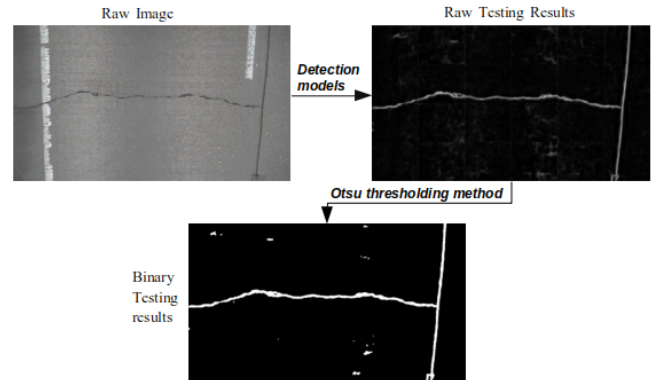 Raw Image
Raw Testing Results
Detection
models
Otsu thresholding method
Binary
Testing
results